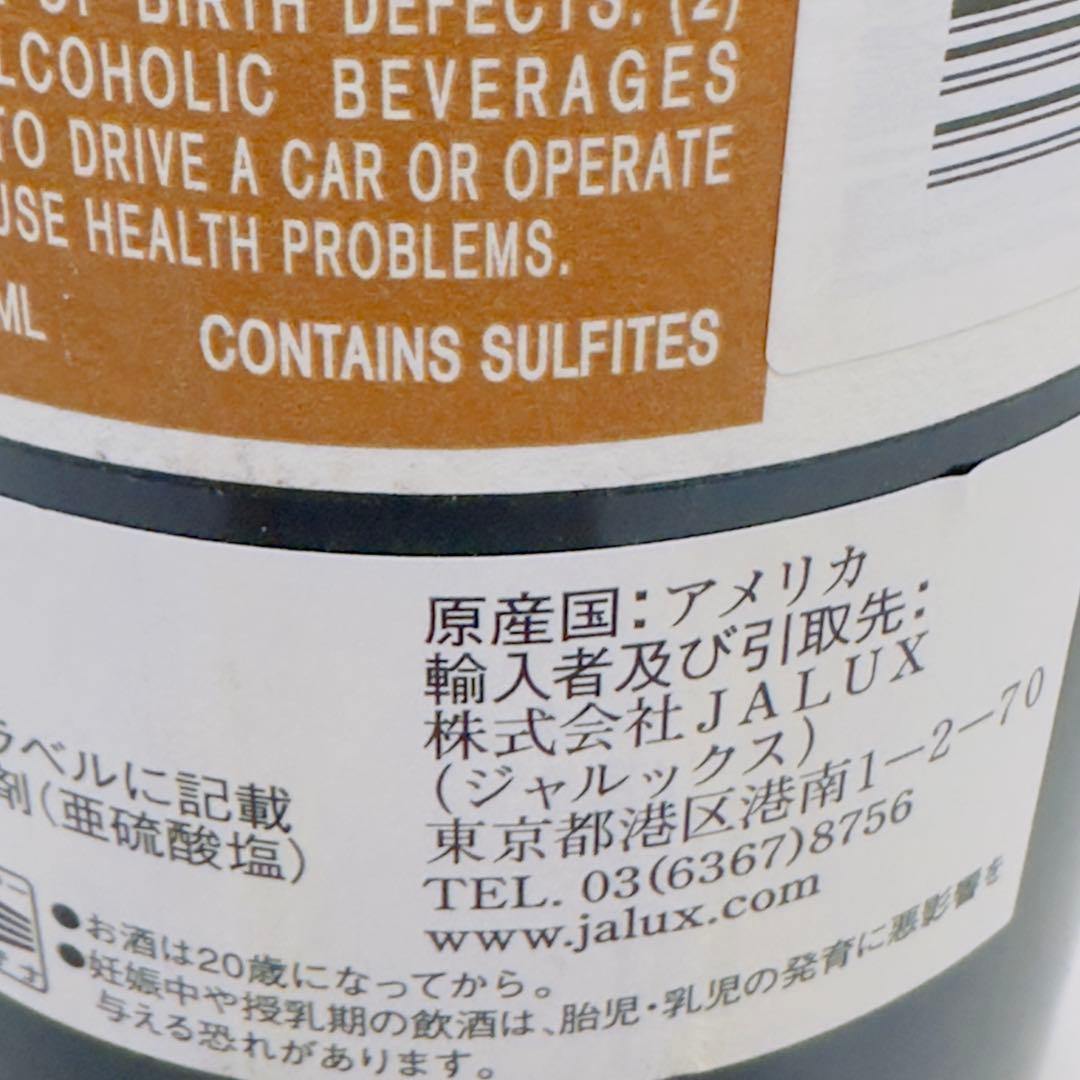 OF BIRTH DEFECTS. (2)
ALCOHOLIC BEVERAGES
TO DRIVE A CAR OR OPERATE
USE HEALTH PROBLEMS.
ML
CONTAINS SULFITES
原産国：アメリカ
輸入者及び引取先：
株式会社JALUX
(ジャルックス)
東京都港区港南1－2－70
TEL. 03(6367)8756
www.jalux.com
ラベルに記載
剤(亜硫酸塩)
●お酒は20歳になってから。
●妊娠中や授乳期の飲酒は、胎児・乳児の発育に悪影響を
与える恐れがあります。